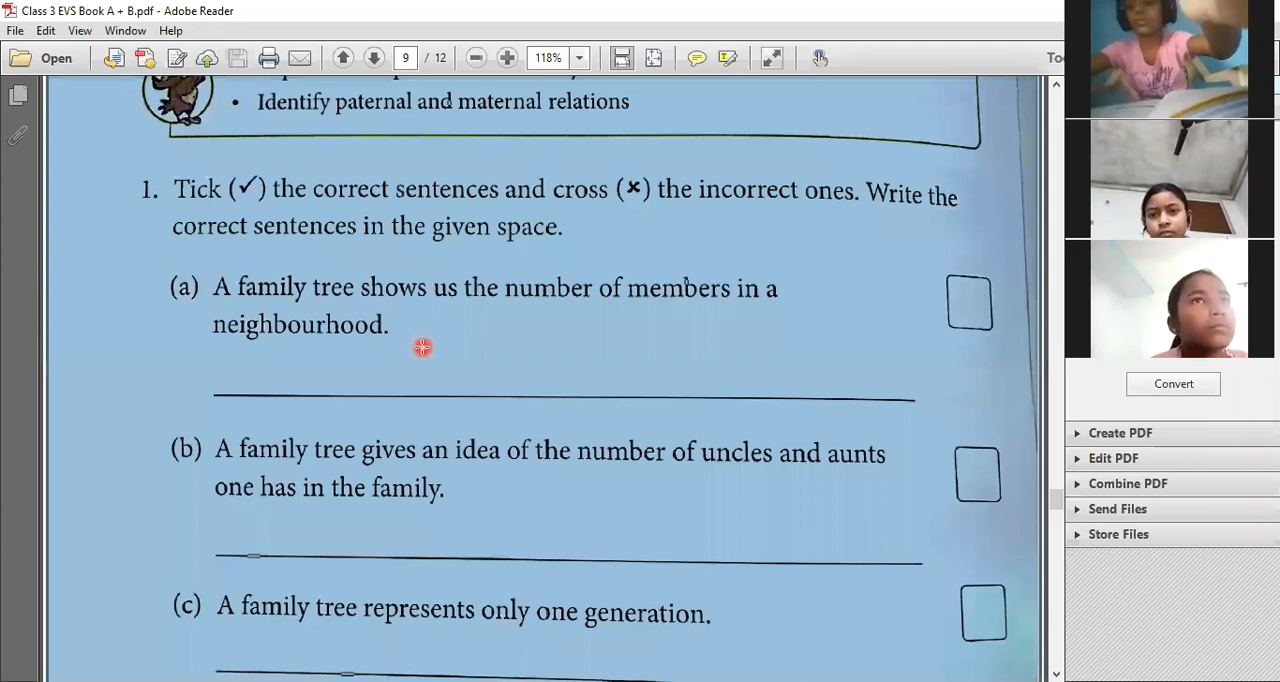 Class 3 EVS Book A + B.pdf - Adobe Reader
File Edit View Window Help
Open 9 / 12 118%
• Identify paternal and maternal relations
1. Tick (✓) the correct sentences and cross (×) the incorrect ones. Write the
correct sentences in the given space.
(a) A family tree shows us the number of members in a
neighbourhood.
(b) A family tree gives an idea of the number of uncles and aunts
one has in the family.
(c) A family tree represents only one generation.
Convert
Create PDF
Edit PDF
Combine PDF
Send Files
Store Files